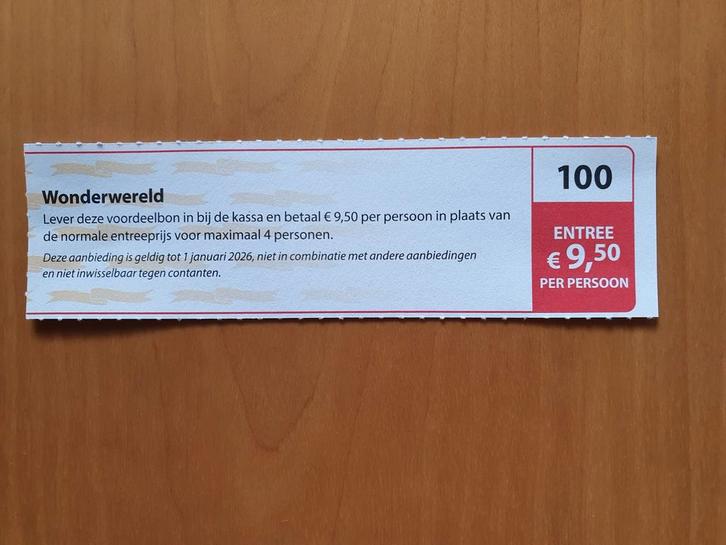 Wonderwereld
Lever deze voordeelbon in bij de kassa en betaal € 9,50 per persoon in plaats van
de normale entreeprijs voor maximaal 4 personen.
Deze aanbieding is geldig tot 1 januari 2026, niet in combinatie met andere aanbiedingen
en niet inwisselbaar tegen contanten.
100
ENTREE
€ 9,50
PER PERSOON